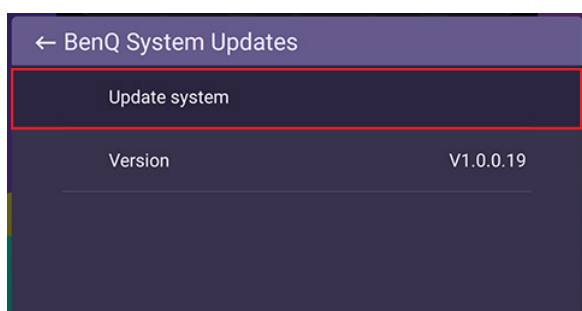 ← BenQ System Updates
Update system
Version V1.0.0.19